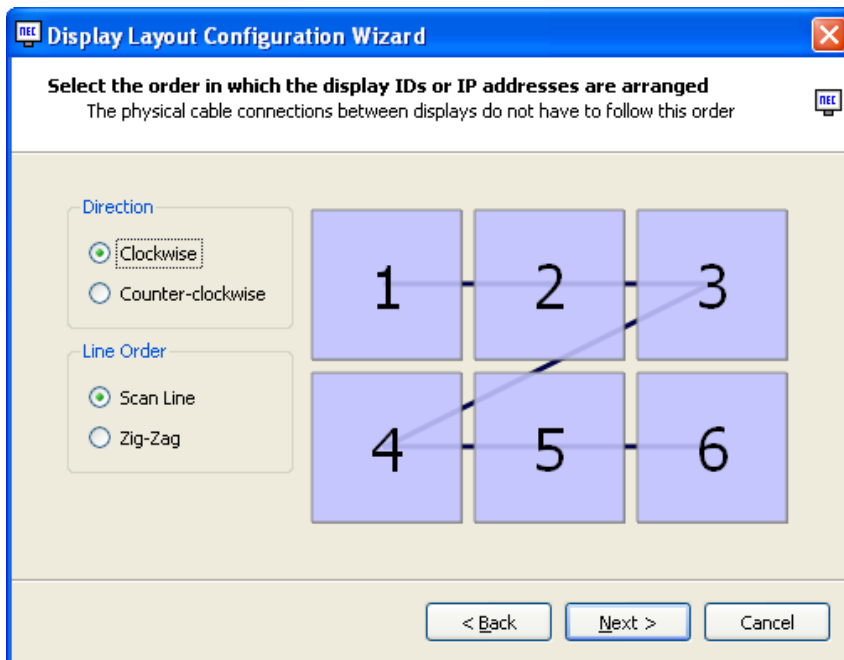 NEC Display Layout Configuration Wizard
Select the order in which the display IDs or IP addresses are arranged
The physical cable connections between displays do not have to follow this order
NEC
Direction
Clockwise
Counter-clockwise
Line Order
Scan Line
Zig-Zag
1 2 3
4 5 6
< Back Next > Cancel